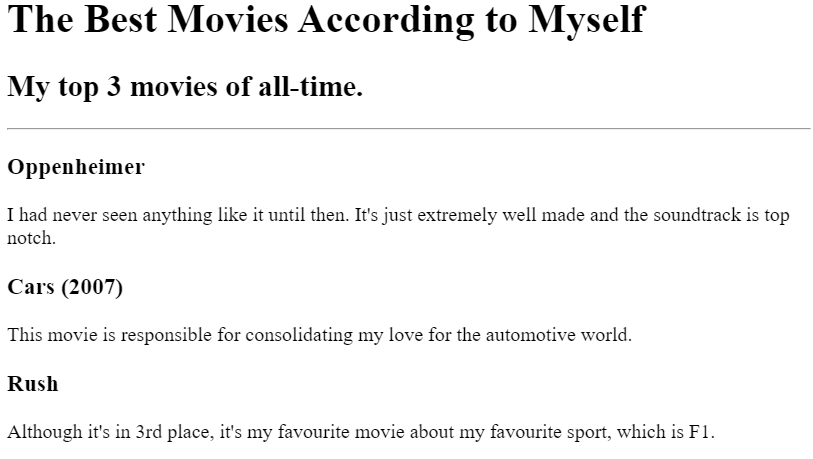 The Best Movies According to Myself
My top 3 movies of all-time.
Oppenheimer
I had never seen anything like it until then. It's just extremely well made and the soundtrack is top
notch.
Cars (2007)
This movie is responsible for consolidating my love for the automotive world.
Rush
Although it's in 3rd place, it's my favourite movie about my favourite sport, which is F1.